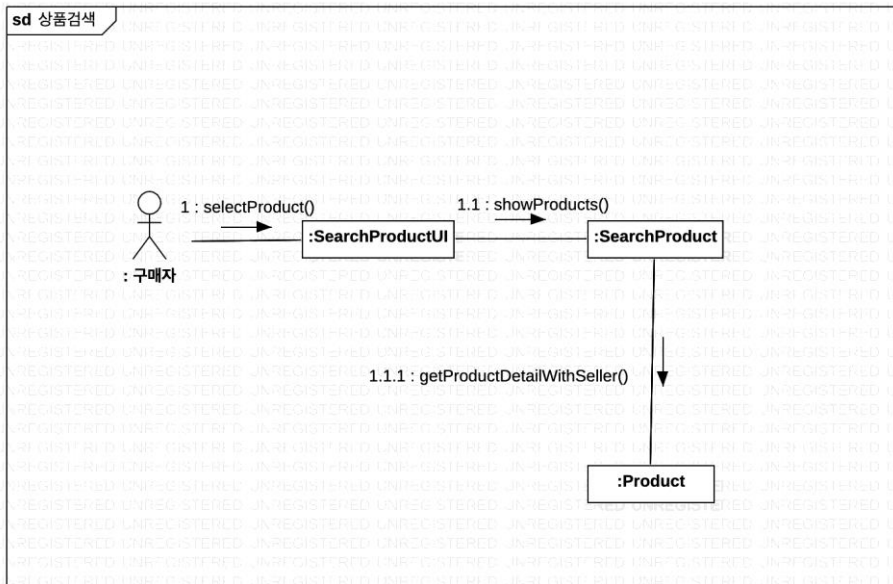 sd 상품검색
1 : selectProduct()
1.1 : showProducts()
:SearchProductUI
:SearchProduct
: 구매자
1.1.1 : getProductDetailWithSeller()
:Product
UNREGISTERED